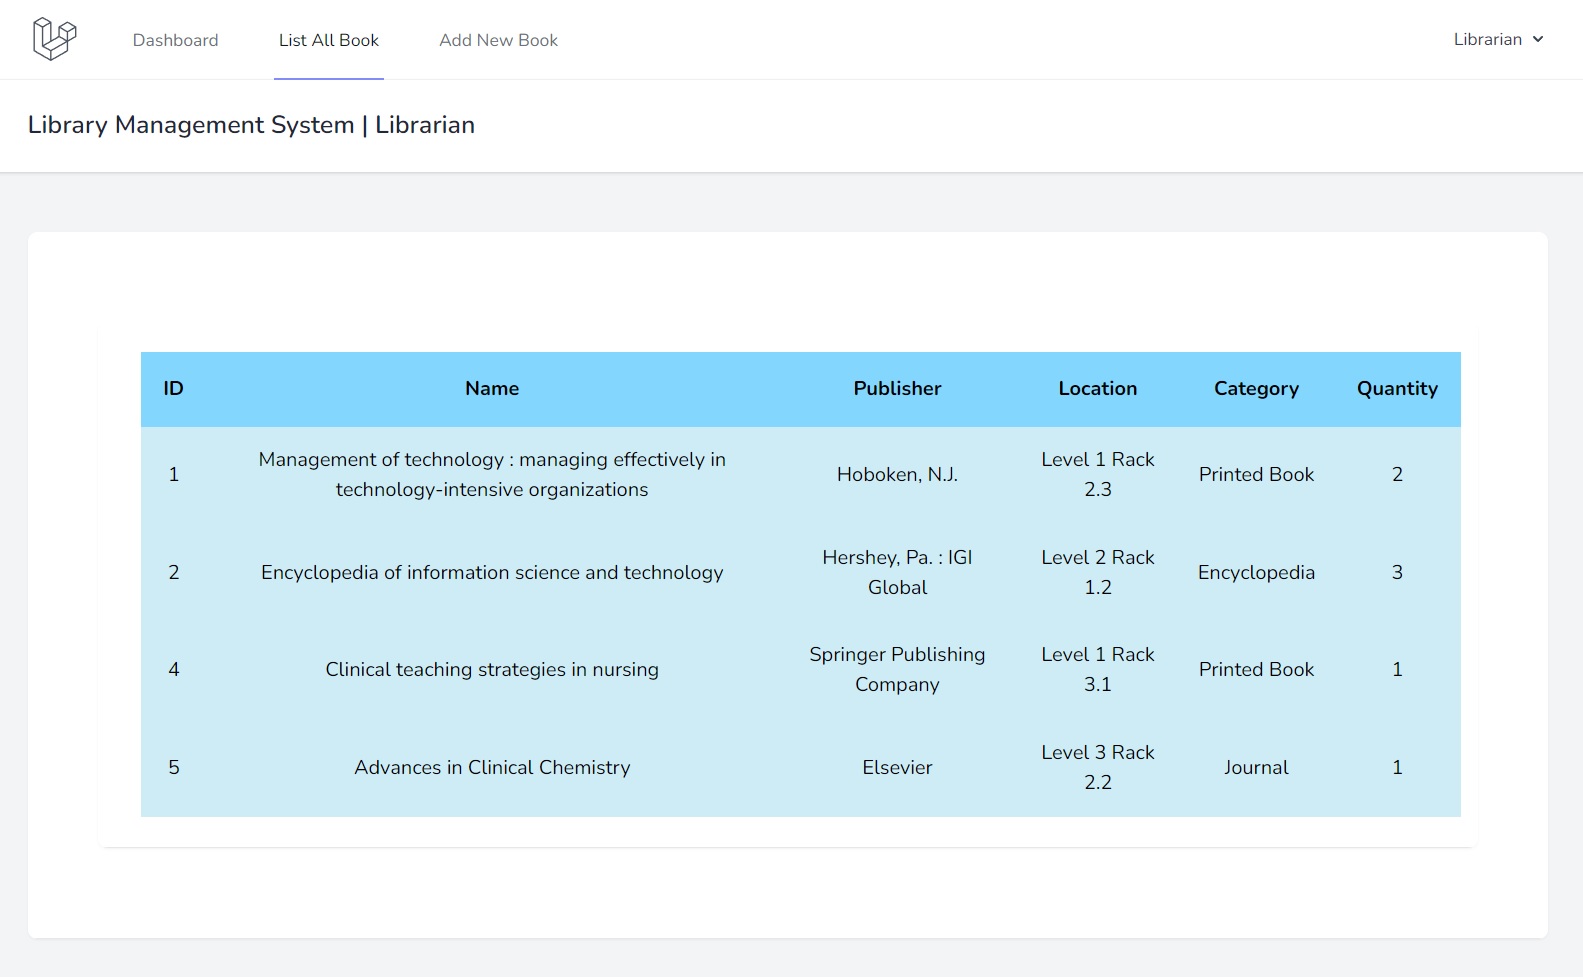 Dashboard
List All Book
Add New Book
Librarian
Library Management System | Librarian
ID Name Publisher Location Category Quantity
1 Management of technology : managing effectively in technology-intensive organizations Hoboken, N.J. Level 1 Rack 2.3 Printed Book 2
2 Encyclopedia of information science and technology Hershey, Pa. : IGI Global Level 2 Rack 1.2 Encyclopedia 3
4 Clinical teaching strategies in nursing Springer Publishing Company Level 1 Rack 3.1 Printed Book 1
5 Advances in Clinical Chemistry Elsevier Level 3 Rack 2.2 Journal 1